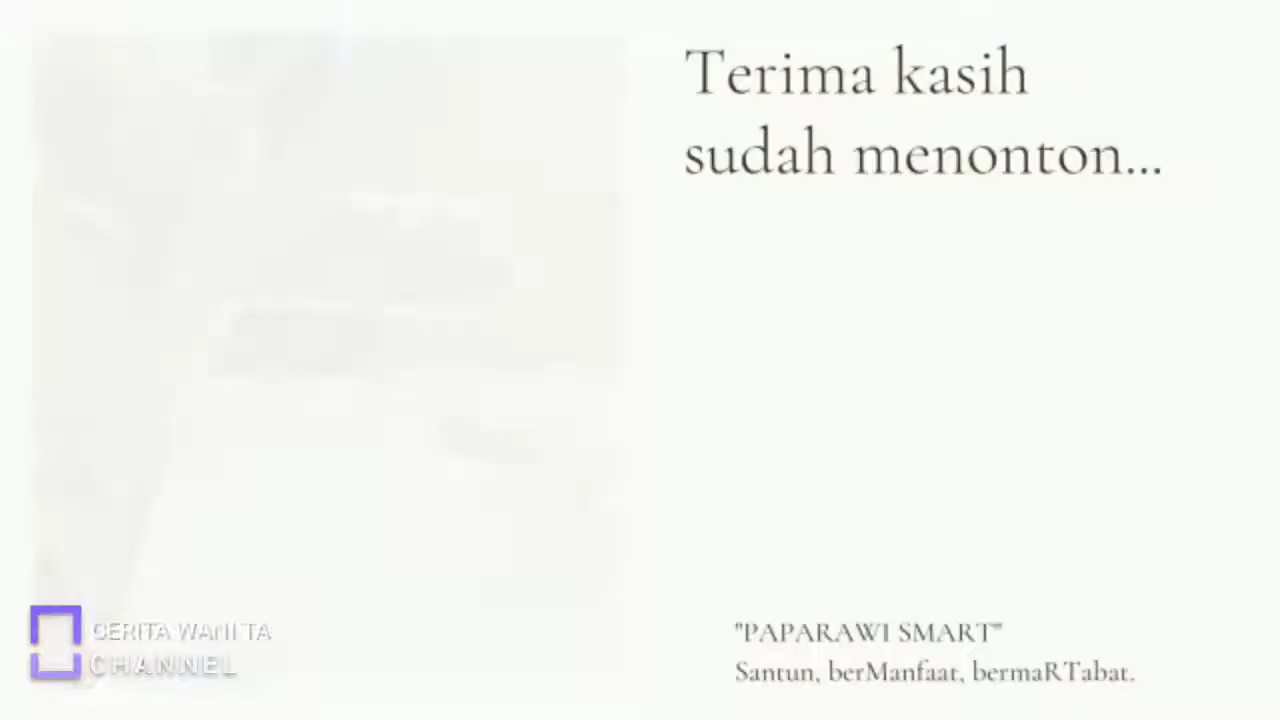 Terima kasih
sudah menonton...
"PAPARAWI SMART"
Santun, berManfaat, bermaRTabat.
CERITA WANITA
CHANNEL